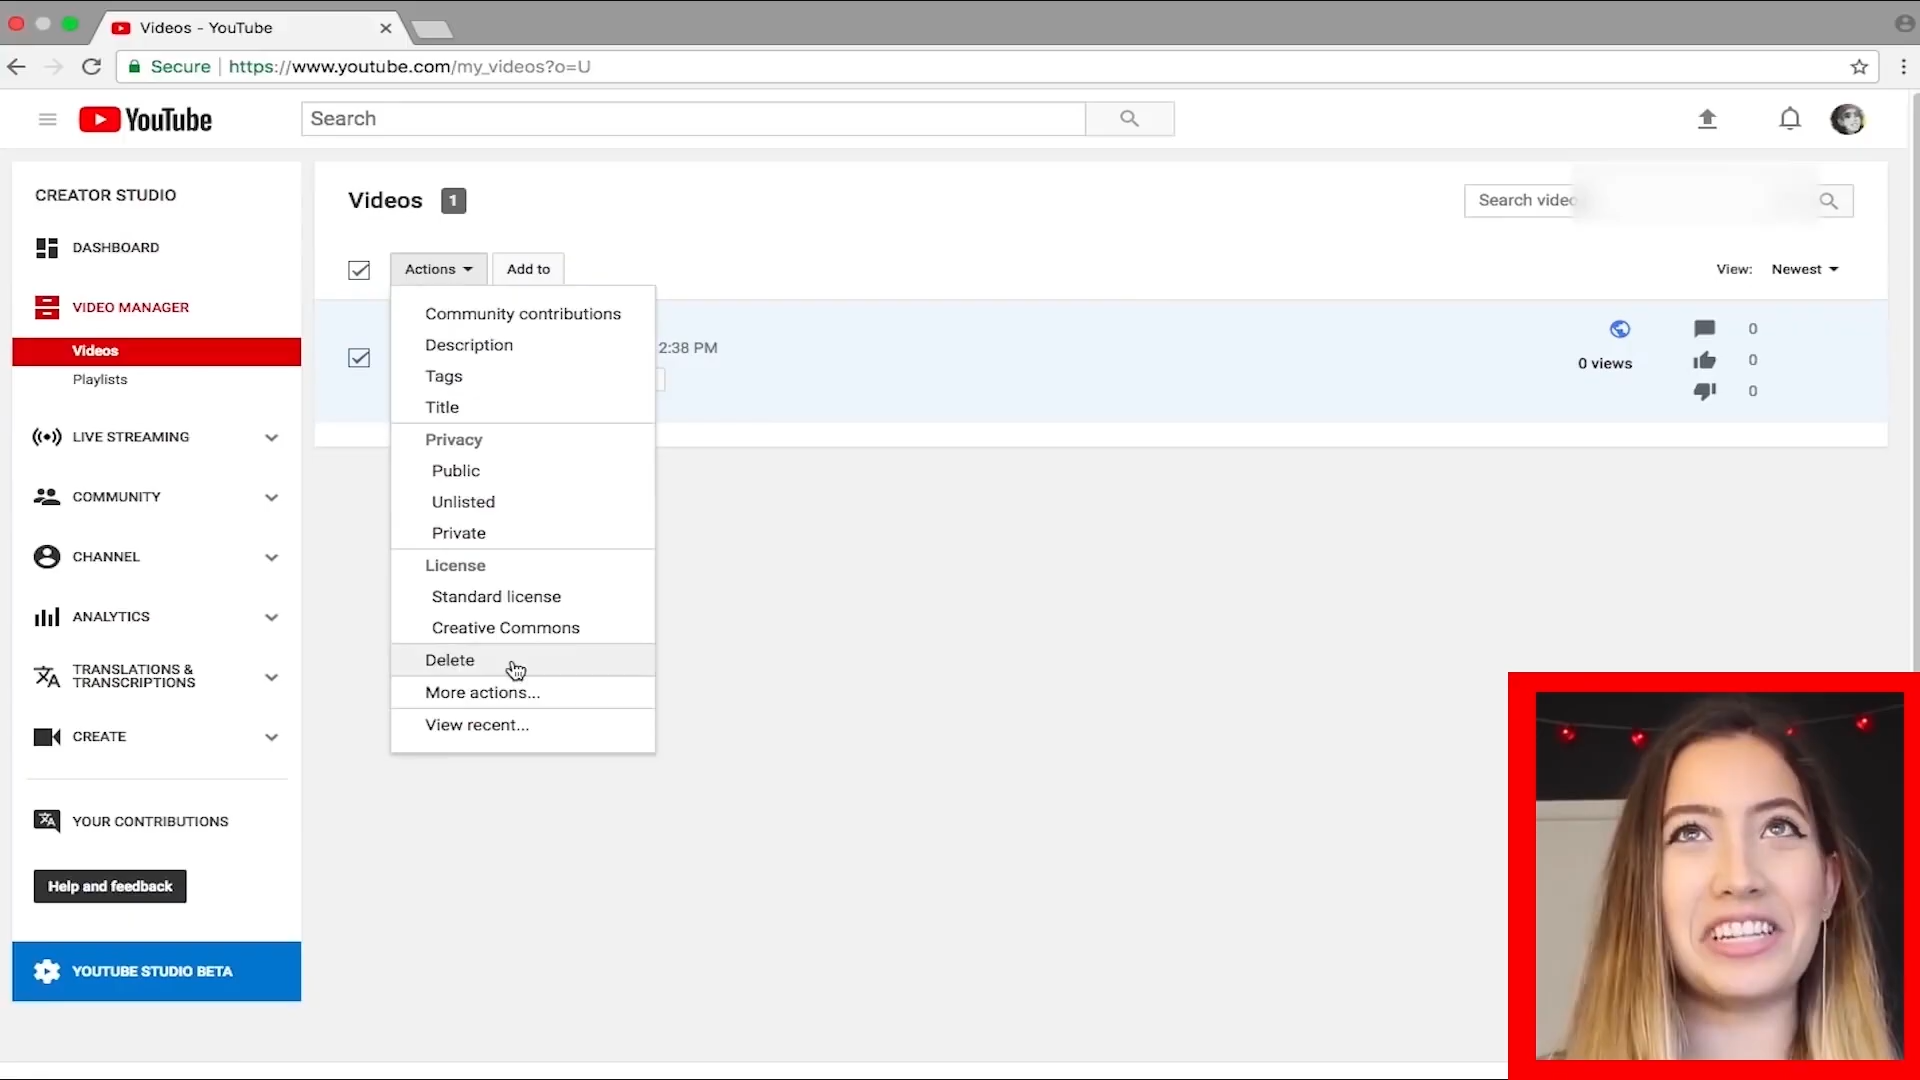 Videos - YouTube
Secure
https://www.youtube.com/my_videos?o=U
YouTube
Search
CREATOR STUDIO
DASHBOARD
VIDEO MANAGER
Videos
Playlists
LIVE STREAMING
COMMUNITY
CHANNEL
ANALYTICS
TRANSLATIONS &
TRANSCRIPTIONS
CREATE
YOUR CONTRIBUTIONS
Help and feedback
YOUTUBE STUDIO BETA
Videos 1
Search
Actions
Add to
View: Newest
Community contributions
Description
Tags
Title
Privacy
Public
Unlisted
Private
License
Standard license
Creative Commons
Delete
More actions...
View recent...
2:38 PM
0 views
0
0
0